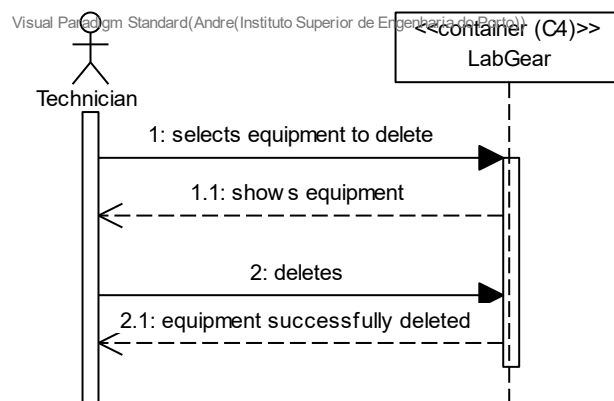 Visual Paradigm Standard(Andre(Instituto Superior de Engenharia do Porto))
<<container (C4)>>
LabGear
Technician
1: selects equipment to delete
1.1: shows equipment
2: deletes
2.1: equipment successfully deleted